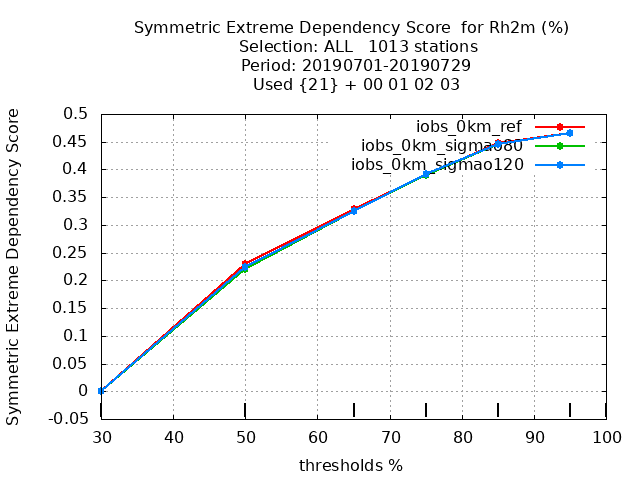 Symmetric Extreme Dependency Score  for Rh2m (%)
Selection: ALL   1013 stations
Period: 20190701-20190729
Used {21} + 00 01 02 03
Symmetric Extreme Dependency Score
0.5
0.45
0.4
0.35
0.3
0.25
0.2
0.15
0.1
0.05
0
-0.05
iobs_0km_ref
iobs_0km_sigmao80
iobs_0km_sigmao120
30 40 50 60 70 80 90 100
thresholds %